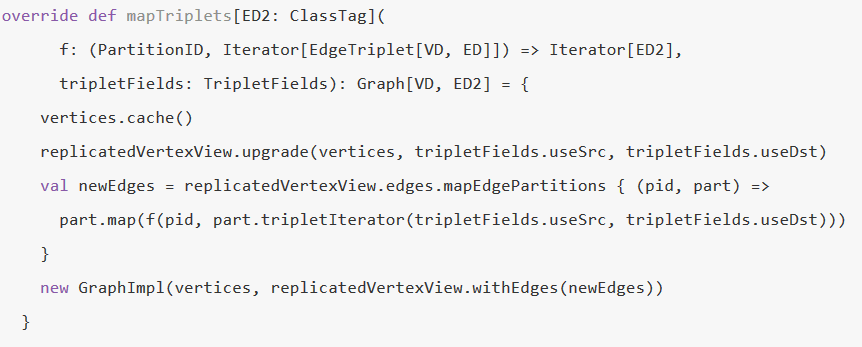 override def mapTriplets[ED2: ClassTag](
f: (PartitionID, Iterator[EdgeTriplet[VD, ED]]) => Iterator[ED2],
tripletFields: TripletFields): Graph[VD, ED2] = {
vertices.cache()
replicatedVertexView.upgrade(vertices, tripletFields.useSrc, tripletFields.useDst)
val newEdges = replicatedVertexView.edges.mapEdgePartitions { (pid, part) =>
part.map(f(pid, part.tripletIterator(tripletFields.useSrc, tripletFields.useDst)))
}
new GraphImpl(vertices, replicatedVertexView.withEdges(newEdges))
}